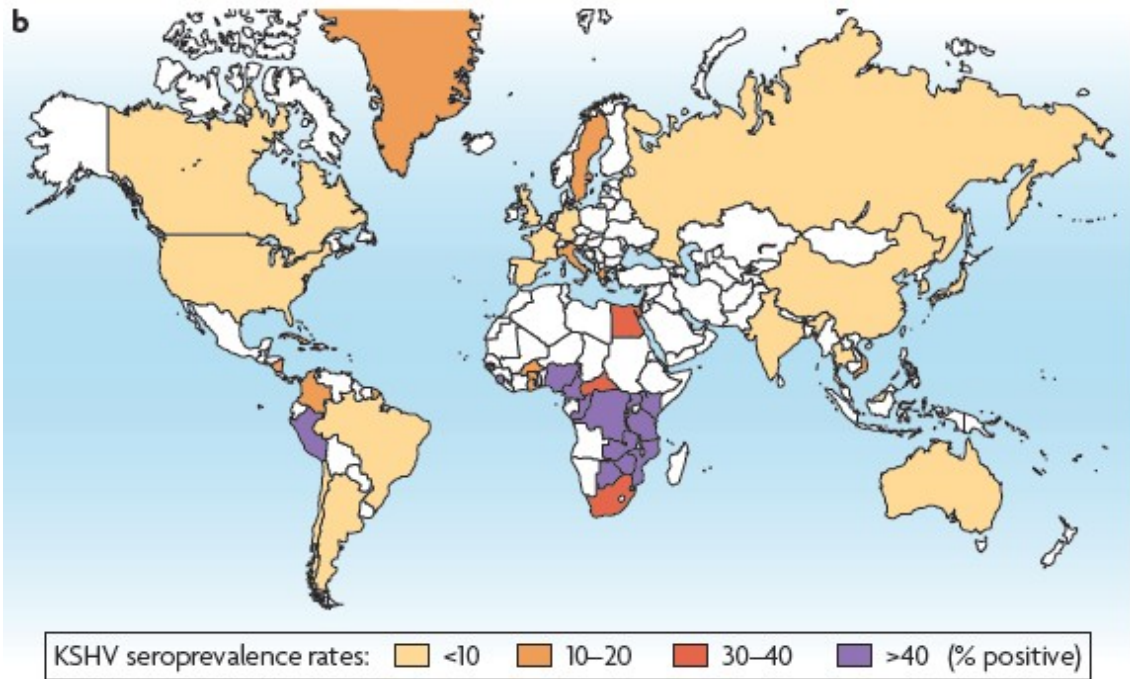 b
KSHV seroprevalence rates: <10 10–20 30–40 >40 (% positive)